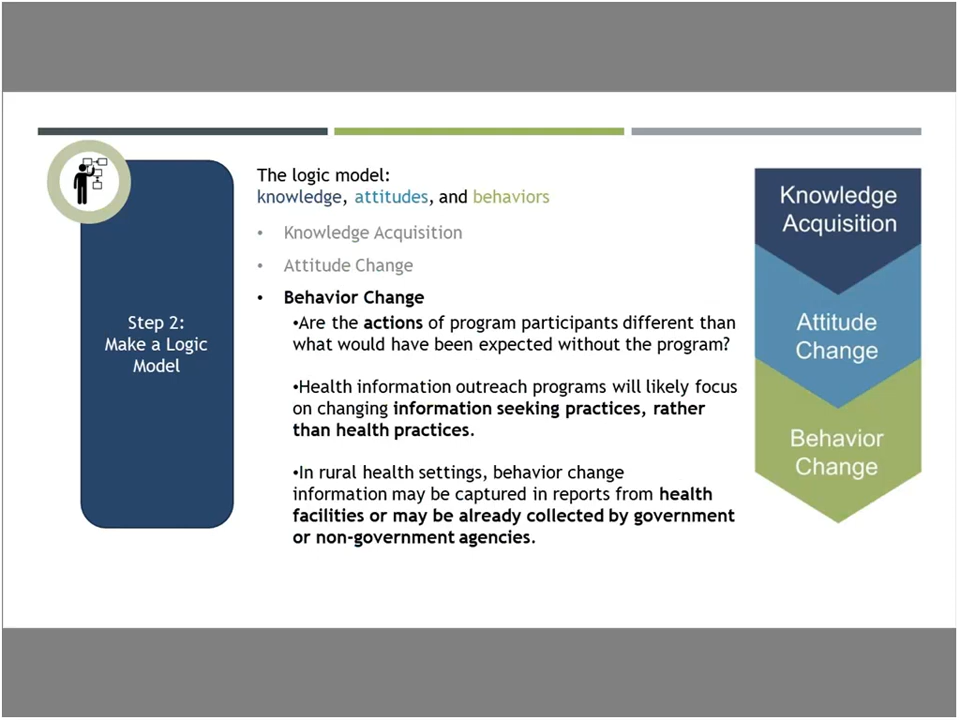 Step 2:
Make a Logic
Model
The logic model:
knowledge, attitudes, and behaviors
• Knowledge Acquisition
• Attitude Change
• Behavior Change
•Are the actions of program participants different than
what would have been expected without the program?
•Health information outreach programs will likely focus
on changing information seeking practices, rather
than health practices.
•In rural health settings, behavior change
information may be captured in reports from health
facilities or may be already collected by government
or non-government agencies.
Knowledge
Acquisition
Attitude
Change
Behavior
Change